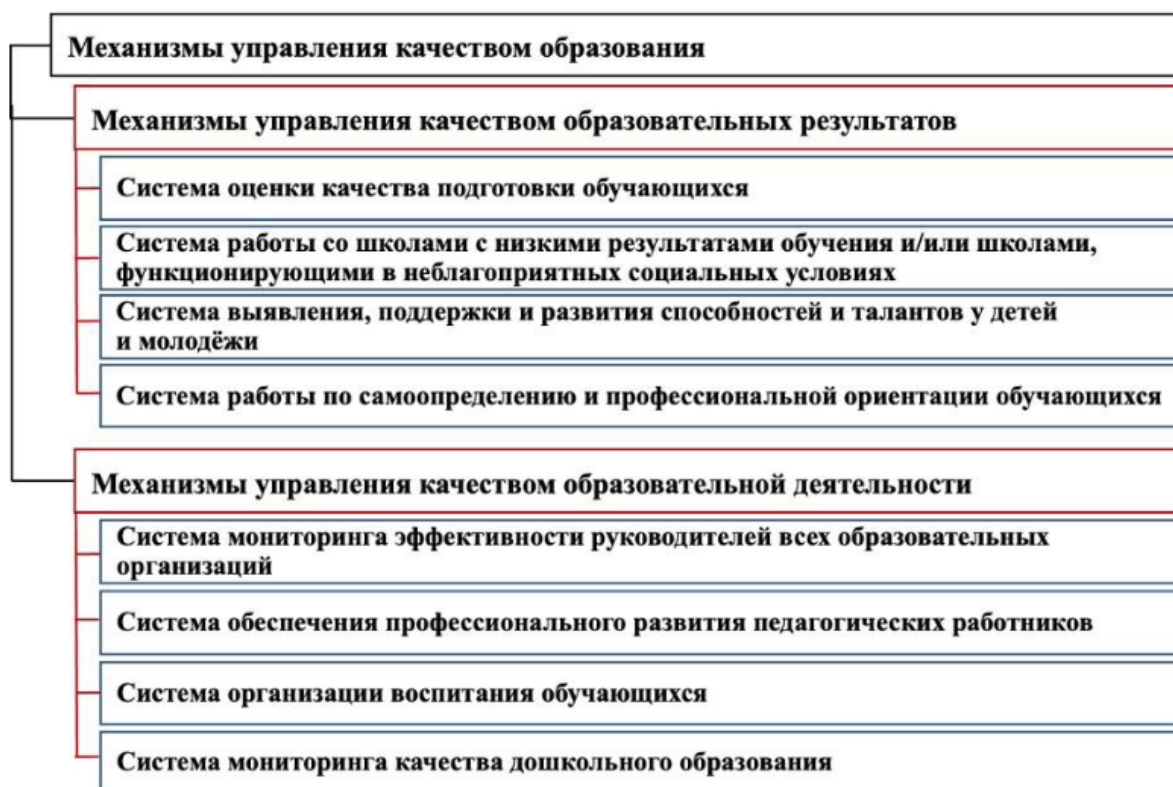 Механизмы управления качеством образования
Механизмы управления качеством образовательных результатов
Система оценки качества подготовки обучающихся
Система работы со школами с низкими результатами обучения и/или школами,
функционирующими в неблагоприятных социальных условиях
Система выявления, поддержки и развития способностей и талантов у детей
и молодёжи
Система работы по самоопределению и профессиональной ориентации обучающихся
Механизмы управления качеством образовательной деятельности
Система мониторинга эффективности руководителей всех образовательных
организаций
Система обеспечения профессионального развития педагогических работников
Система организации воспитания обучающихся
Система мониторинга качества дошкольного образования